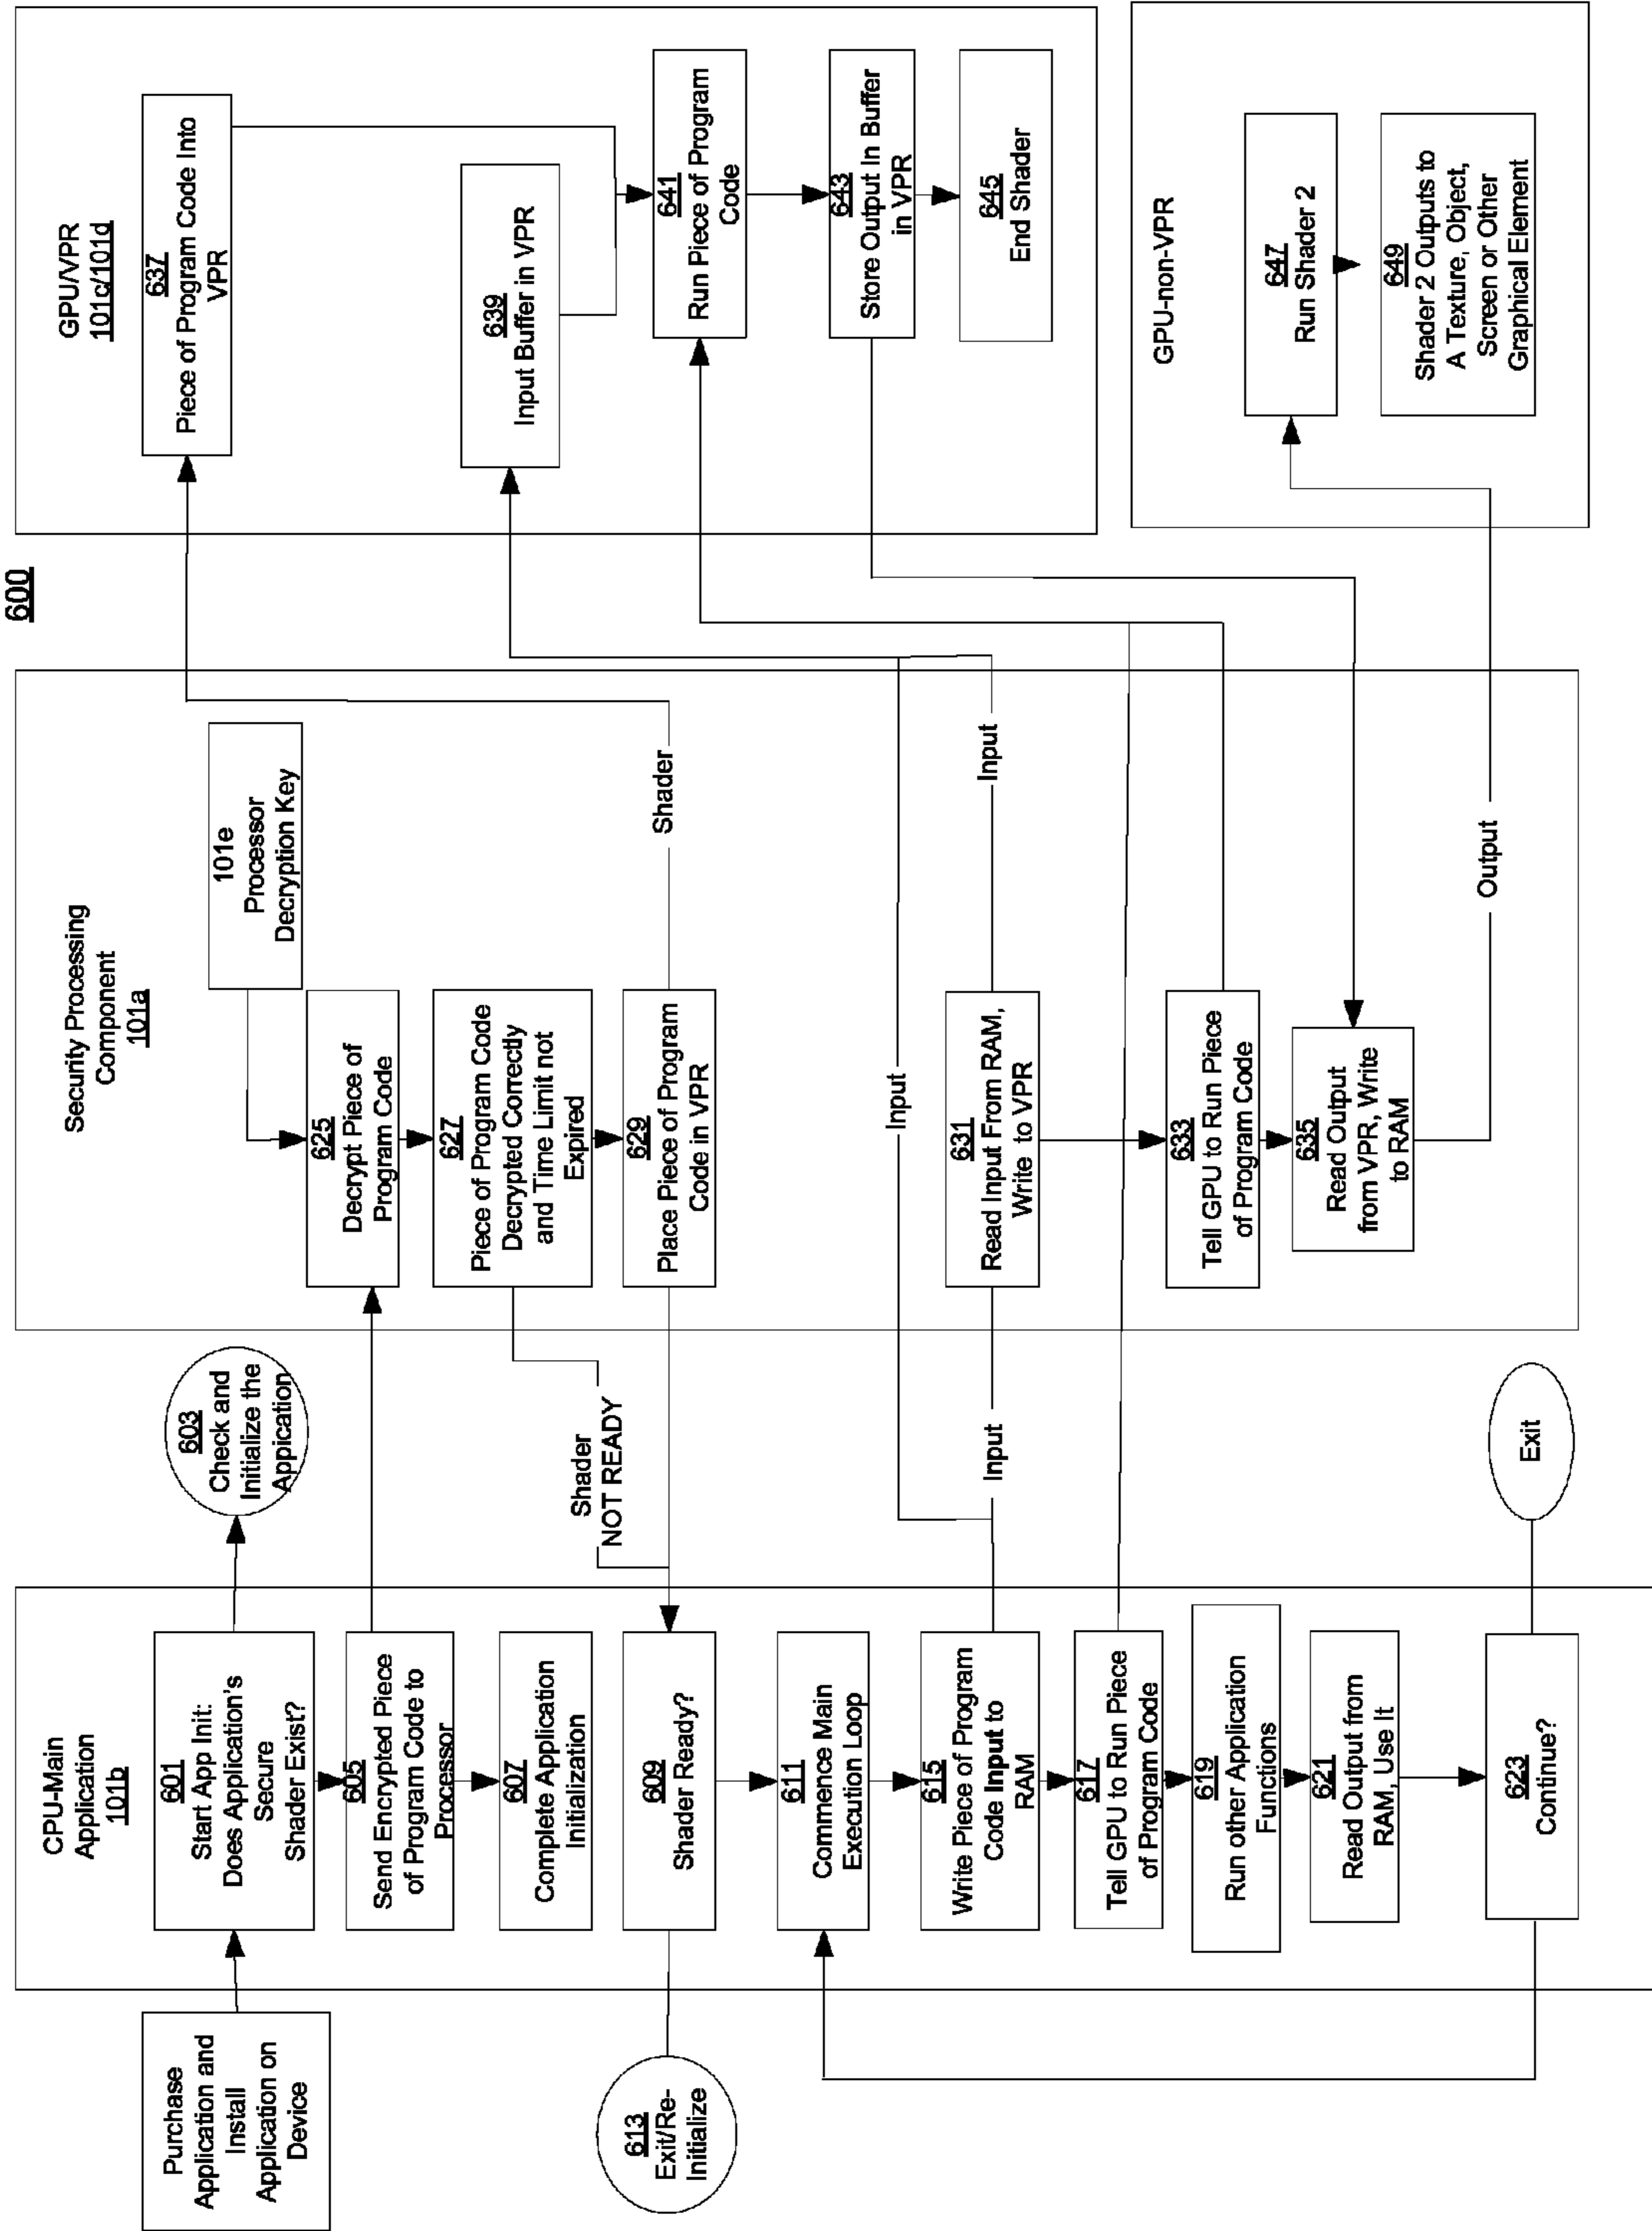 600
Purchase
Application and
Install
Application on
Device
CPU-Main
Application
101b
601
Start App Init:
Does Application's
Secure
Shader Exist?
603
Check and
Initialize the
Appication
605
Send Encrypted Piece
of Program Code to
Processor
607
Complete Application
Initialization
609
Shader Ready?
613
Exit/Re-
Initialize
611
Commence Main
Execution Loop
615
Write Piece of Program
Code Input to
RAM
617
Tell GPU to Run Piece
of Program Code
619
Run other Application
Functions
621
Read Output from
RAM, Use It
623
Continue?
Exit
Shader
NOT READY
Input
Input
Security Processing
Component
101a
101e
Processor
Decryption Key
625
Decrypt Piece of
Program Code
627
Piece of Program Code
Decrypted Correctly
and Time Limit not
Expired
629
Place Piece of Program
Code in VPR
Shader
631
Read Input From RAM,
Write to VPR
Input
633
Tell GPU to Run Piece
of Program Code
635
Read Output
from VPR, Write
to RAM
Output
GPU/VPR
101c/101d
637
Piece of Program Code Into
VPR
639
Input Buffer in VPR
641
Run Piece of Program
Code
643
Store Output In Buffer
in VPR
645
End Shader
GPU-non-VPR
647
Run Shader 2
649
Shader 2 Outputs to
A Texture, Object,
Screen or Other
Graphical Element